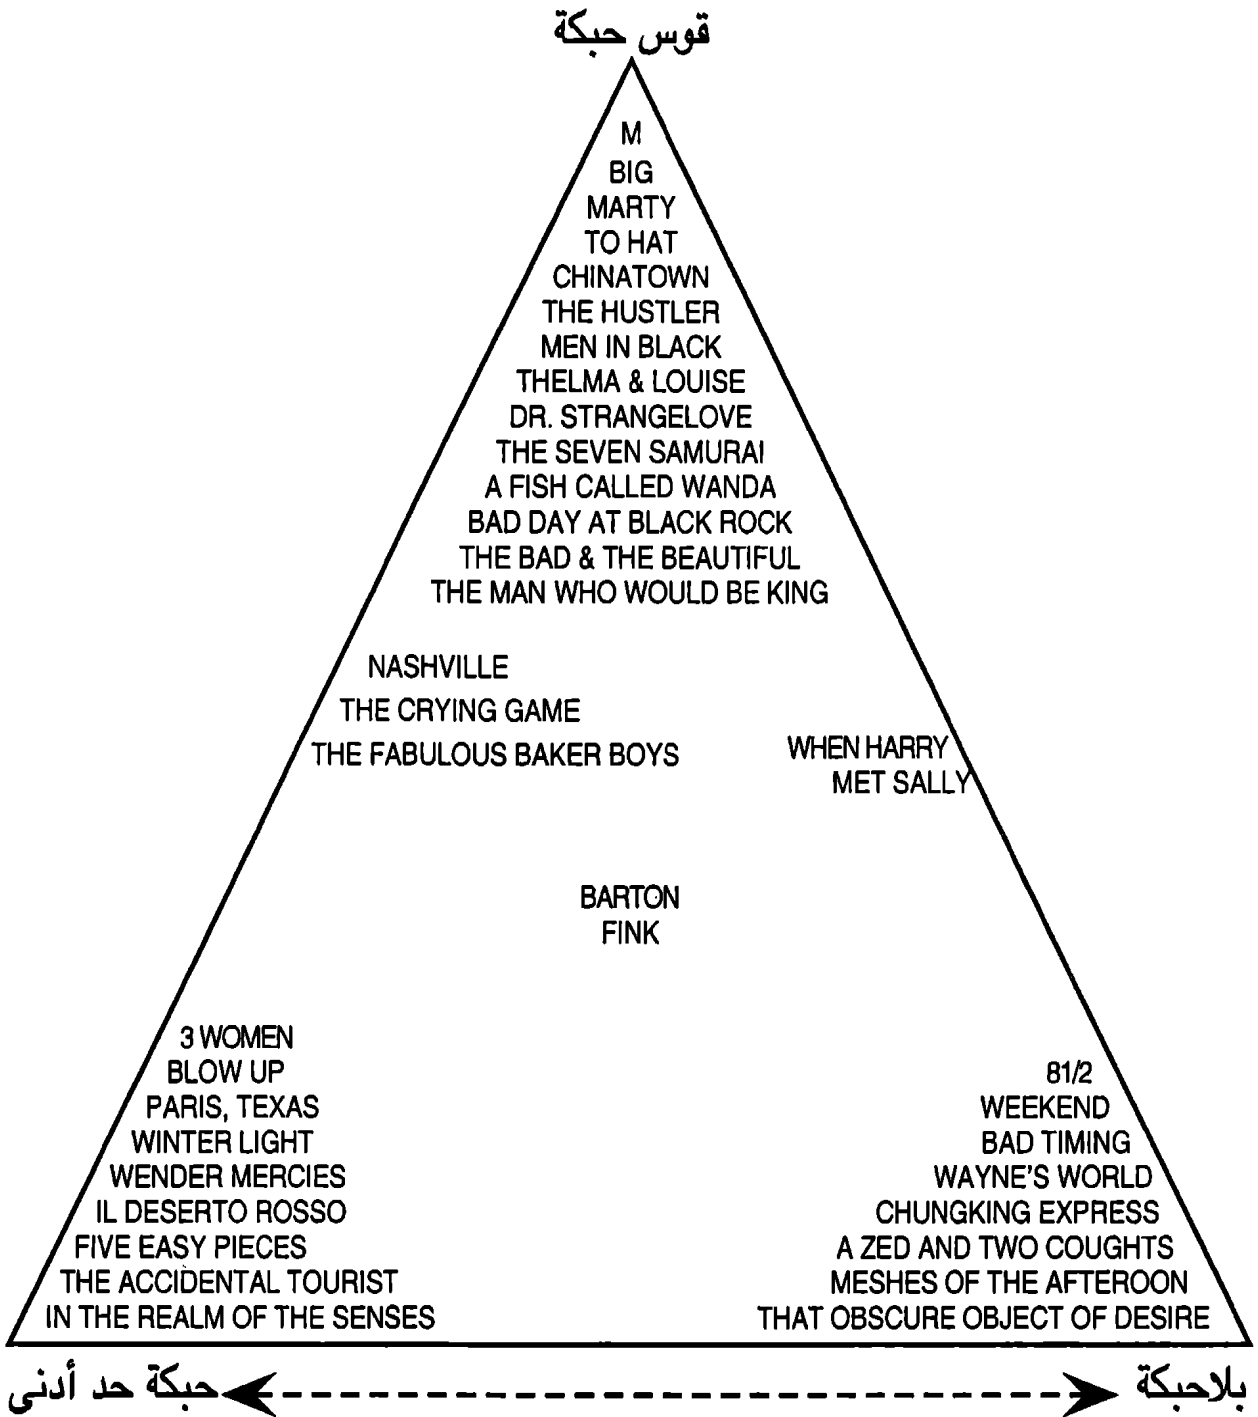 قوس حبكة
M
BIG
MARTY
TO HAT
CHINATOWN
THE HUSTLER
MEN IN BLACK
THELMA & LOUISE
DR. STRANGELOVE
THE SEVEN SAMURAI
A FISH CALLED WANDA
BAD DAY AT BLACK ROCK
THE BAD & THE BEAUTIFUL
THE MAN WHO WOULD BE KING
NASHVILLE
THE CRYING GAME
THE FABULOUS BAKER BOYS
WHEN HARRY
MET SALLY
BARTON
FINK
3 WOMEN
BLOW UP
PARIS, TEXAS
WINTER LIGHT
WENDER MERCIES
IL DESERTO ROSSO
FIVE EASY PIECES
THE ACCIDENTAL TOURIST
IN THE REALM OF THE SENSES
81/2
WEEKEND
BAD TIMING
WAYNE'S WORLD
CHUNGKING EXPRESS
A ZED AND TWO COUGHTS
MESHES OF THE AFTEROON
THAT OBSCURE OBJECT OF DESIRE
بلاحبكة
حبكة حد أدنى